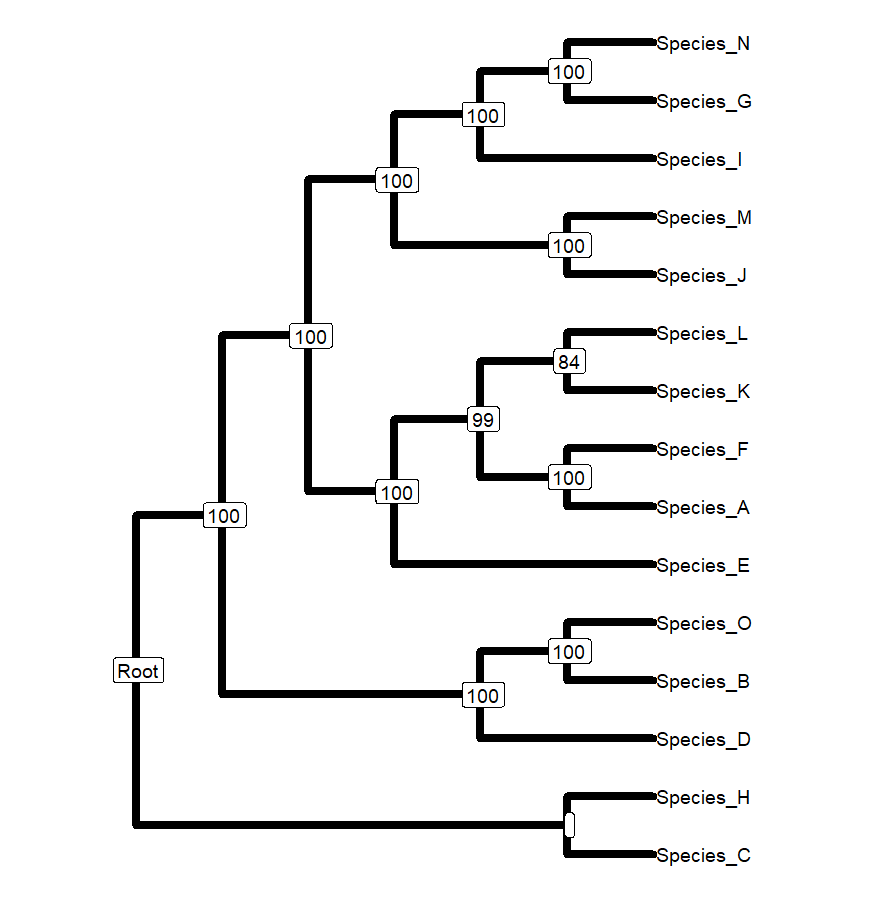 Species_N
100
Species_G
100
Species_I
100
Species_M
100
Species_J
Species_L
100
84
Species_K
99
Species_F
100
100
Species_A
100
Species_E
Species_O
100
Species_B
Root
100
Species_D
Species_H
Species_C